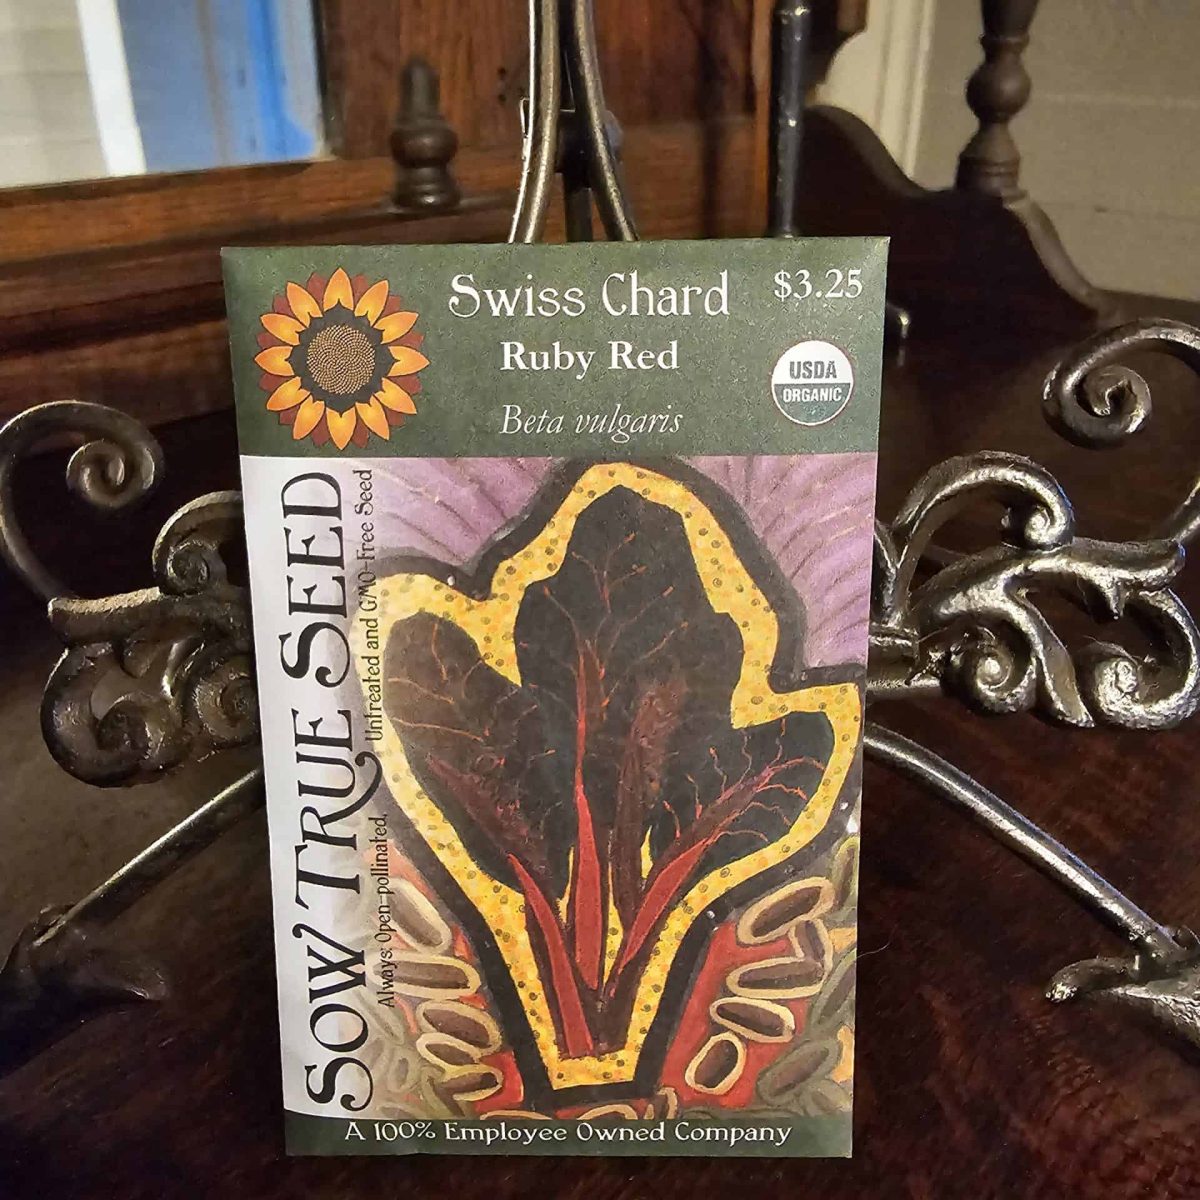 Swiss Chard
$3.25
Ruby Red
USDA
ORGANIC
Beta vulgaris
SOW TRUE SEED
Always: Open-pollinated, Untreated and GMO-Free Seed
A 100% Employee Owned Company